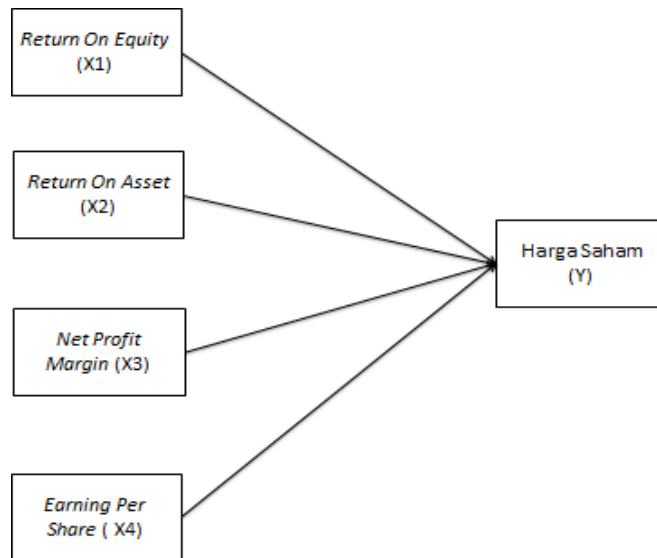 Return On Equity
(X1)
Return On Asset
(X2)
Harga Saham
(Y)
Net Profit
Margin (X3)
Earning Per
Share ( X4)